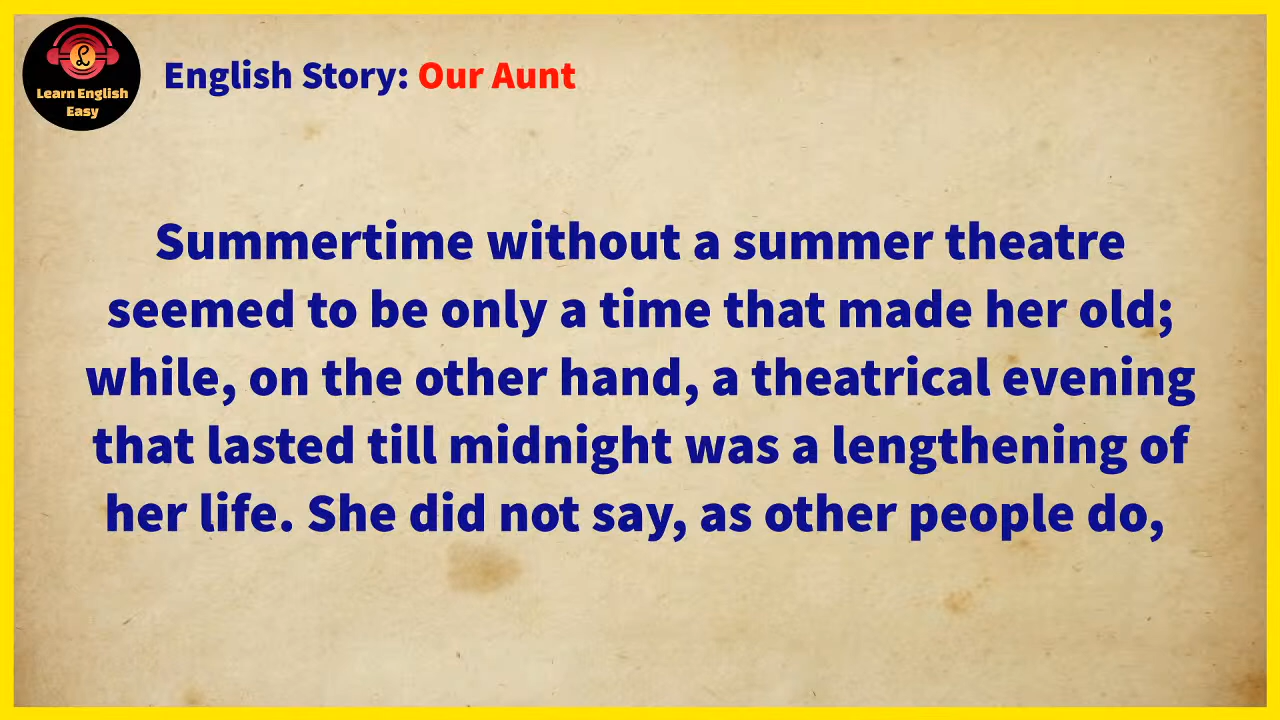 Learn English
Easy
English Story: Our Aunt
Summertime without a summer theatre
seemed to be only a time that made her old;
while, on the other hand, a theatrical evening
that lasted till midnight was a lengthening of
her life. She did not say, as other people do,